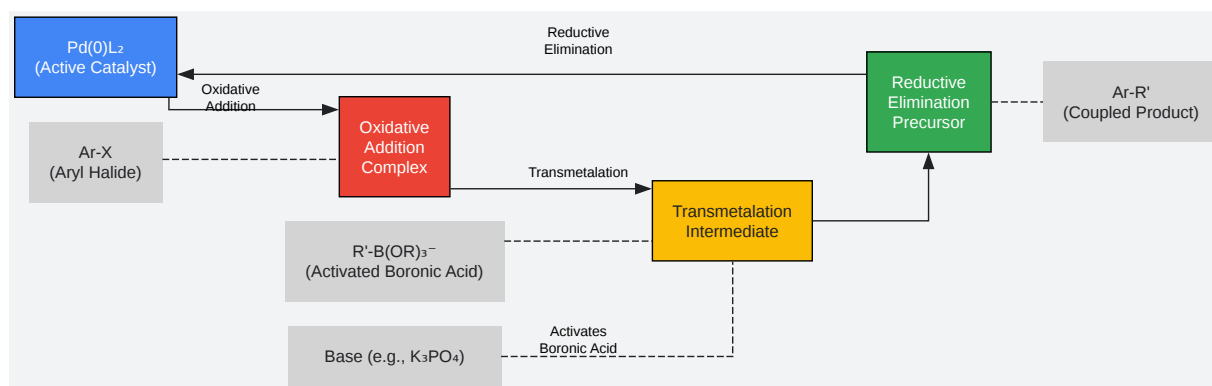 Pd(0)L₂
(Active Catalyst)
Reductive
Elimination
Oxidative
Addition
Reductive
Elimination
Precursor
Ar-R'
(Coupled Product)
Oxidative
Addition
Complex
Ar-X
(Aryl Halide)
Transmetalation
Transmetalation
Intermediate
R'-B(OR)₃⁻
(Activated Boronic Acid)
Activates
Boronic Acid
Base (e.g., K₃PO₄)